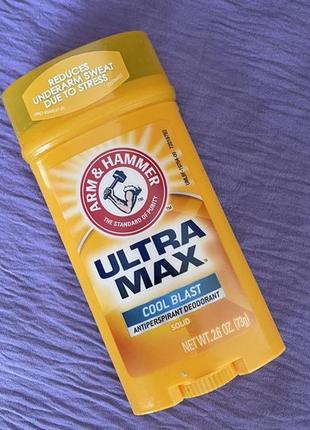 REDUCES
UNDERARM SWEAT
DUE TO STRESS
ARM & HAMMER
THE STANDARD OF PURITY
ULTRA
MAX
COOL BLAST
ANTIPERSPIRANT DEODORANT
SOLID
NET WT. 2.6 OZ. (73g)